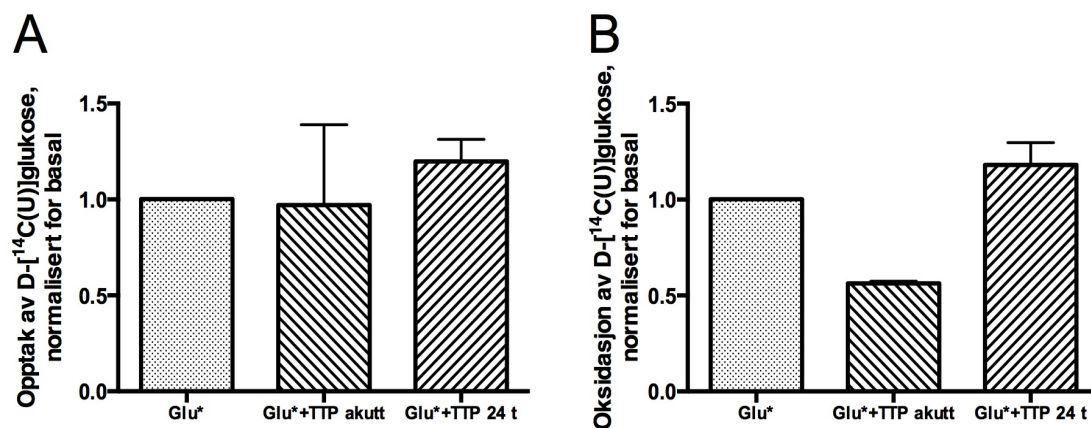 A
Opptak av D-[¹⁴C(U)]glukose,
normalisert for basal
1.5
1.0
0.5
0.0
Glu*
Glu*+TTP akutt
Glu*+TTP 24 t
B
Oksidasjon av D-[¹⁴C(U)]glukose,
normalisert for basal
1.5
1.0
0.5
0.0
Glu*
Glu*+TTP akutt
Glu*+TTP 24 t